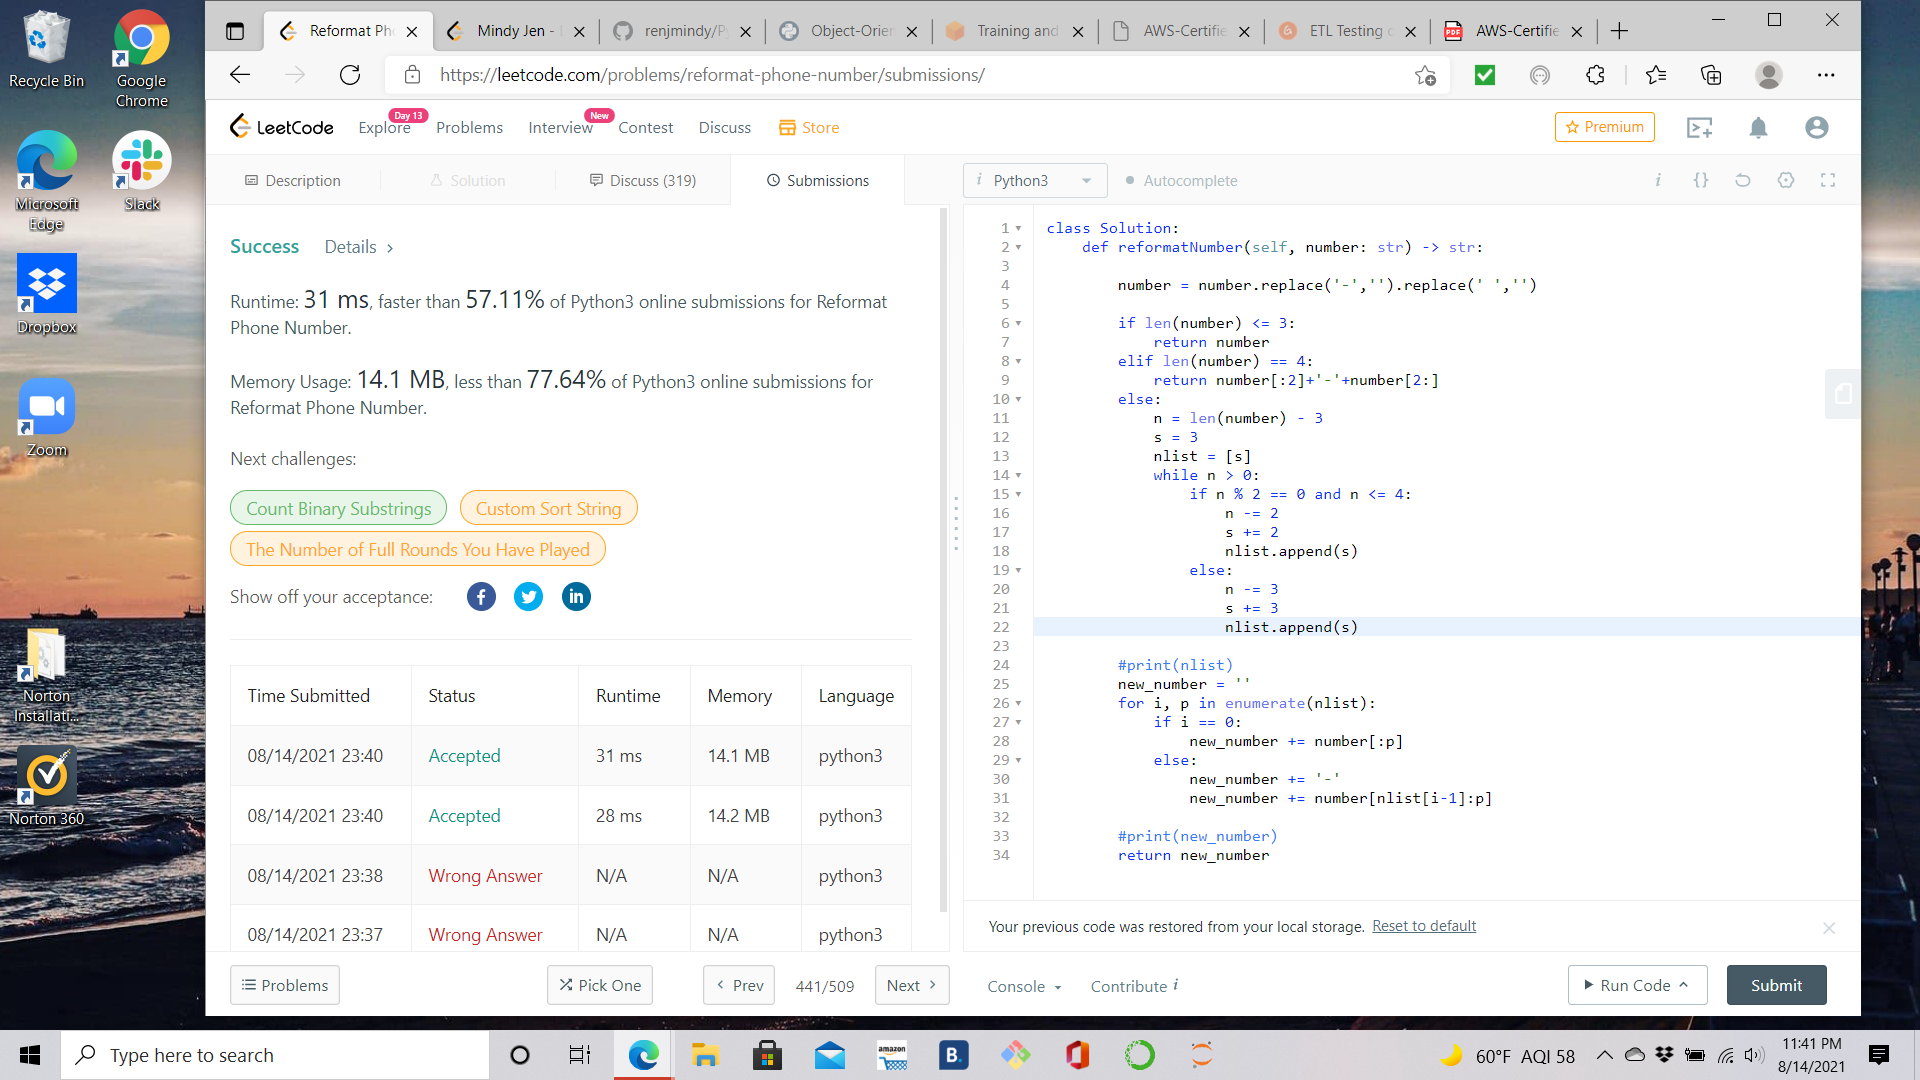 Recycle Bin
Google
Chrome
Microsoft
Edge
Slack
Dropbox
Zoom
Norton
Installati...
Norton 360
Reformat Ph
Mindy Jen -
renjmindy/P
Object-Orien
Training and
AWS-Certifie
ETL Testing
PDF
AWS-Certifie
https://leetcode.com/problems/reformat-phone-number/submissions/
LeetCode
Explore
Day 13
Problems
Interview
New
Contest
Discuss
Store
Premium
Description
Solution
Discuss (319)
Submissions
i Python3
Autocomplete
i
{}
Success
Details >
Runtime: 31 ms, faster than 57.11% of Python3 online submissions for Reformat
Phone Number.
Memory Usage: 14.1 MB, less than 77.64% of Python3 online submissions for
Reformat Phone Number.
Next challenges:
Count Binary Substrings
Custom Sort String
The Number of Full Rounds You Have Played
Show off your acceptance:
Time Submitted Status Runtime Memory Language
08/14/2021 23:40 Accepted 31 ms 14.1 MB python3
08/14/2021 23:40 Accepted 28 ms 14.2 MB python3
08/14/2021 23:38 Wrong Answer N/A N/A python3
08/14/2021 23:37 Wrong Answer N/A N/A python3
1 class Solution:
2     def reformatNumber(self, number: str) -> str:
3
4         number = number.replace('-','').replace(' ','')
5
6         if len(number) <= 3:
7             return number
8         elif len(number) == 4:
9             return number[:2]+'-'+number[2:]
10         else:
11             n = len(number) - 3
12             s = 3
13             nlist = [s]
14             while n > 0:
15                 if n % 2 == 0 and n <= 4:
16                     n -= 2
17                     s += 2
18                     nlist.append(s)
19                 else:
20                     n -= 3
21                     s += 3
22                     nlist.append(s)
23
24         #print(nlist)
25         new_number = ''
26         for i, p in enumerate(nlist):
27             if i == 0:
28                 new_number += number[:p]
29             else:
30                 new_number += '-'
31                 new_number += number[nlist[i-1]:p]
32
33         #print(new_number)
34         return new_number
Your previous code was restored from your local storage. Reset to default
Problems
Pick One
Prev
441/509
Next
Console
Contribute i
Run Code
Submit
Type here to search
amazon
B.
60°F AQI 58
11:41 PM
8/14/2021